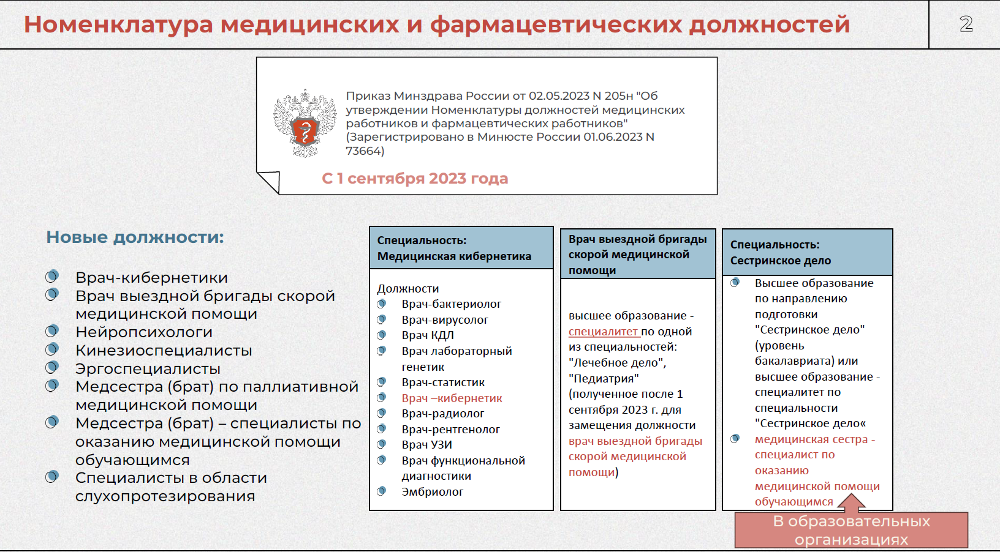 Номенклатура медицинских и фармацевтических должностей
2
Приказ Минздрава России от 02.05.2023 N 205н "Об
утверждении Номенклатуры должностей медицинских
работников и фармацевтических работников"
(Зарегистрировано в Минюсте России 01.06.2023 N
73664)
С 1 сентября 2023 года
Новые должности:
Врач-кибернетики
Врач выездной бригады скорой
медицинской помощи
Нейропсихологи
Кинезиоспециалисты
Эргоспециалисты
Медсестра (брат) по паллиативной
медицинской помощи
Медсестра (брат) – специалисты по
оказанию медицинской помощи
обучающимся
Специалисты в области
слухопротезирования
Специальность:
Медицинская кибернетика
Должности
Врач-бактериолог
Врач-вирусолог
Врач КДЛ
Врач лабораторный
генетик
Врач-статистик
Врач –кибернетик
Врач-радиолог
Врач-рентгенолог
Врач УЗИ
Врач функциональной
диагностики
Эмбриолог
Врач выездной бригады
скорой медицинской
помощи
высшее образование -
специалитет по одной
из специальностей:
"Лечебное дело",
"Педиатрия"
(полученное после 1
сентября 2023 г. для
замещения должности
врач выездной бригады
скорой медицинской
помощи)
Специальность:
Сестринское дело
Высшее образование
по направлению
подготовки
"Сестринское дело"
(уровень
бакалавриата) или
высшее образование -
специалитет по
специальности
"Сестринское дело«
медицинская сестра -
специалист по
оказанию
медицинской помощи
обучающимся
В образовательных
организациях